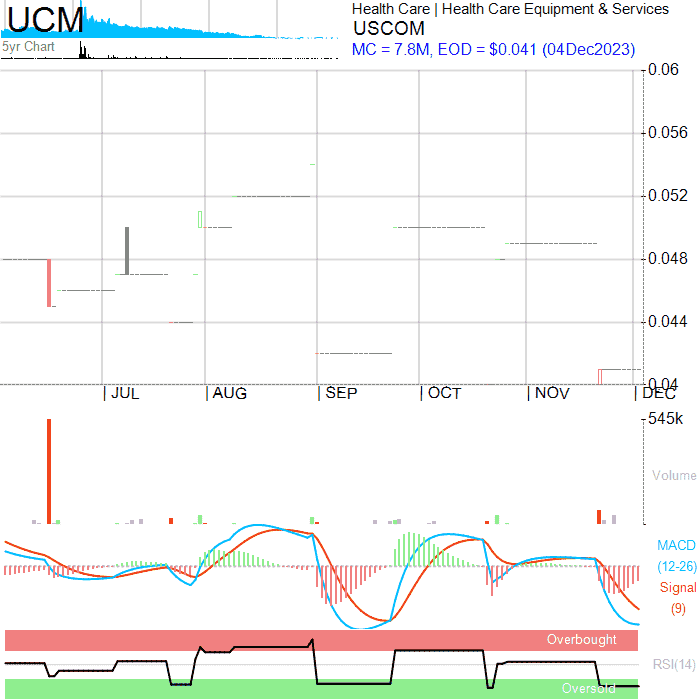 UCM
5yr Chart
Health Care | Health Care Equipment & Services
USCOM
MC = 7.8M, EOD = $0.041 (04Dec2023)
0.06
0.056
0.052
0.048
0.044
0.04
JUL AUG SEP OCT NOV DEC
545k
Volume
MACD
(12-26)
Signal
(9)
Overbought
RSI(14)
Oversold